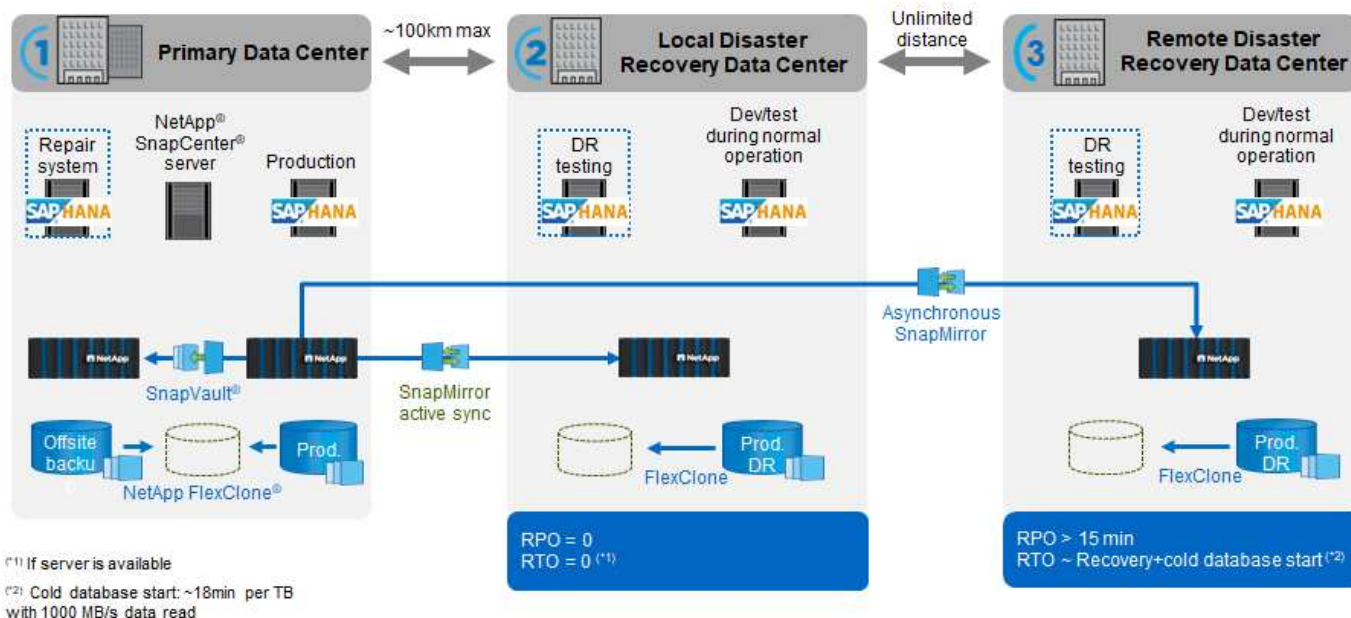 1
Primary Data Center
~100km max
2
Local Disaster
Recovery Data Center
Unlimited
distance
3
Remote Disaster
Recovery Data Center
Repair
system
SAP HANA
NetApp®
SnapCenter®
server
Production
SAP HANA
DR
testing
SAP HANA
Dev/test
during normal
operation
SAP HANA
DR
testing
SAP HANA
Dev/test
during normal
operation
SAP HANA
Asynchronous
SnapMirror
NetApp
SnapVault®
NetApp
SnapMirror
active sync
NetApp
NetApp
Offsite
backu
Prod.
NetApp FlexClone®
FlexClone
Prod.
DR
FlexClone
Prod.
DR
RPO = 0
RTO = 0 (*1)
RPO > 15 min
RTO ~ Recovery+cold database start (*2)
(*1) If server is available
(*2) Cold database start: ~18min per TB
with 1000 MB/s data read